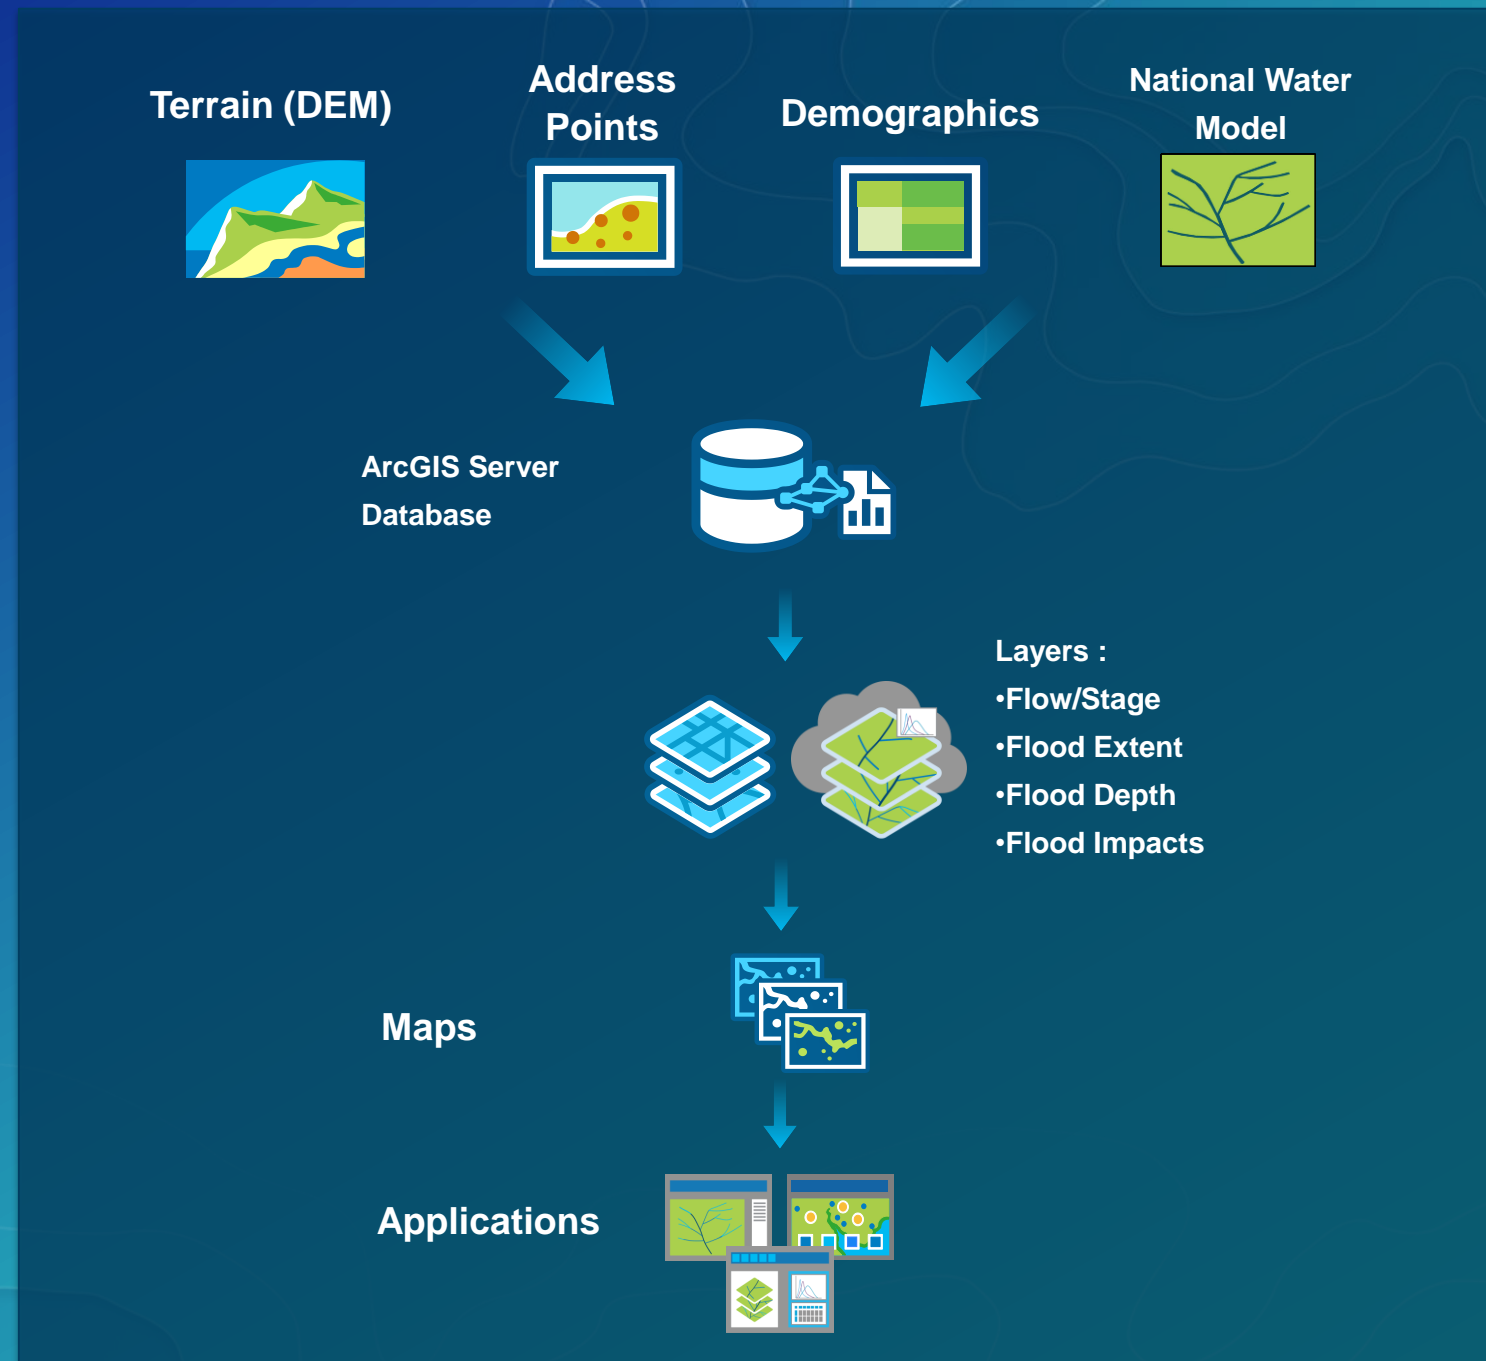 Terrain (DEM)
Address
Points
Demographics
National Water
Model
ArcGIS Server
Database
Layers :
•Flow/Stage
•Flood Extent
•Flood Depth
•Flood Impacts
Maps
Applications